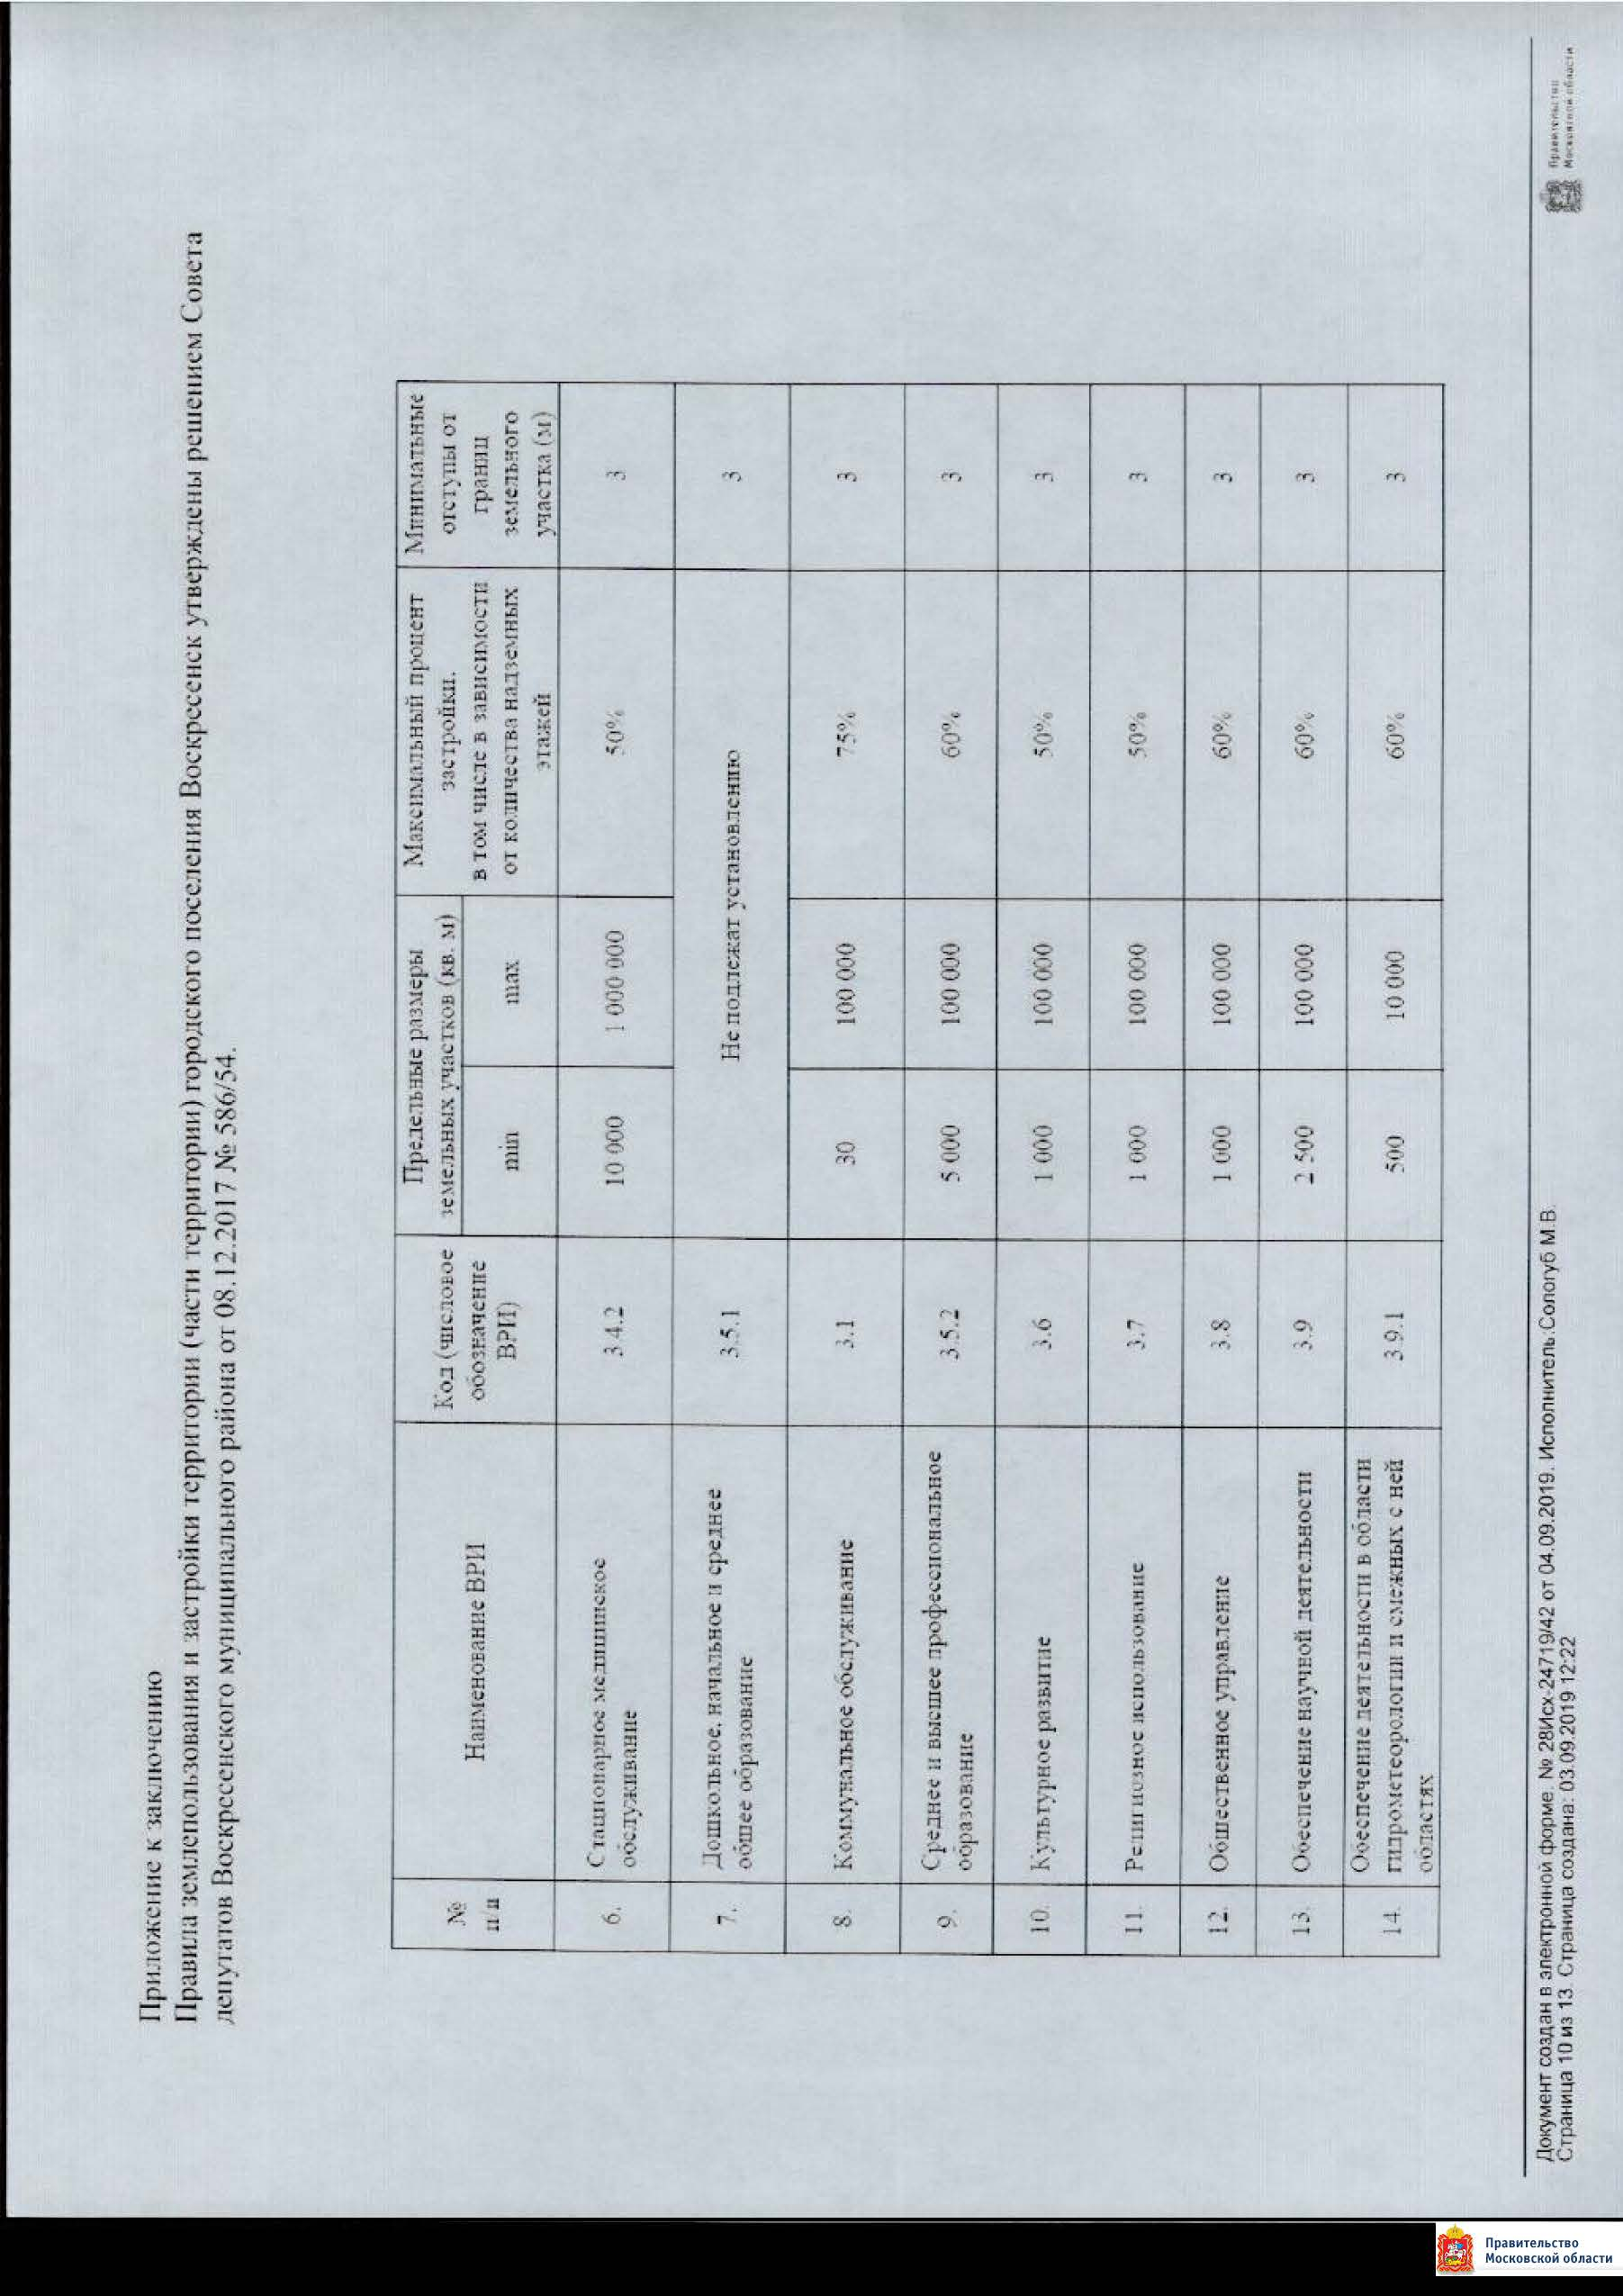 Приложение к заключению
Правила землепользования и застройки территории (части территории) городского поселения Воскресенск утверждены решением Совета
депутатов Воскресенского муниципального района от 08.12.2017 № 586/54.
№
п/п
Наименование ВРИ
Код (числовое
обозначение
ВРИ)
Предельные размеры
земельных участков (кв. м)
min
max
Максимальный процент
застройки,
в том числе в зависимости
от количества надземных
этажей
Минимальные
отступы от
границ
земельного
участка (м)
6.
Стационарное медицинское
обслуживание
3.4.2
10 000
1 000 000
50%
3
7.
Дошкольное, начальное и среднее
общее образование
3.5.1
Не подлежат установлению
3
8.
Коммунальное обслуживание
3.1
30
100 000
75%
3
9.
Среднее и высшее профессиональное
образование
3.5.2
5 000
100 000
60%
3
10.
Культурное развитие
3.6
1 000
100 000
50%
3
11.
Религиозное использование
3.7
1 000
100 000
50%
3
12.
Общественное управление
3.8
1 000
100 000
60%
3
13.
Обеспечение научной деятельности
3.9
2 500
100 000
60%
3
14.
Обеспечение деятельности в области
гидрометеорологии и смежных с ней
областях
3.9.1
500
10 000
60%
3
Документ создан в электронной форме. № 28Исх-24719/42 от 04.09.2019. Исполнитель:Сологуб М.В.
Страница 10 из 13. Страница создана: 03.09.2019 12:22
Правительство
Московской области
Правительство
Московской области